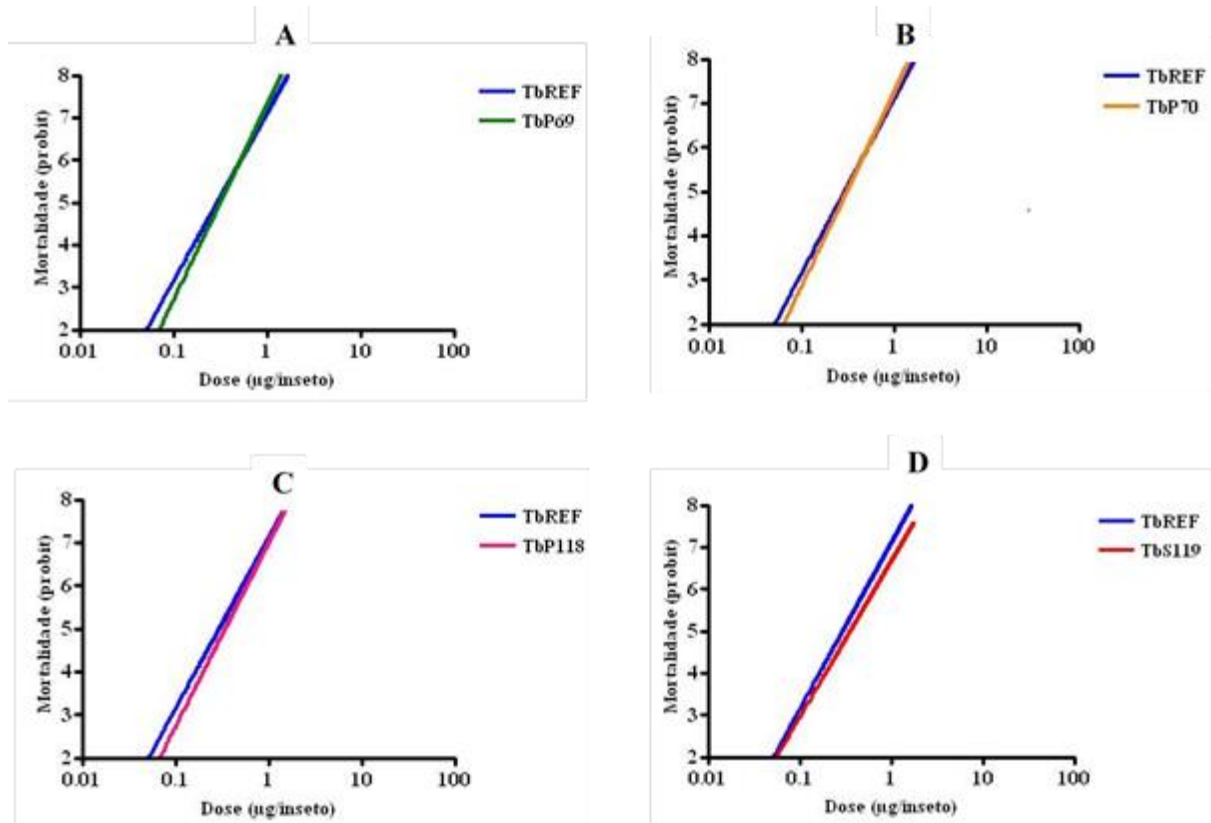 A
8
7
6
5
4
3
2
0.01 0.1 1 10 100
Mortalidade (probit)
Dose (µg/inseto)
TbREF
TbP69
B
8
7
6
5
4
3
2
0.01 0.1 1 10 100
Mortalidade (probit)
Dose (µg/inseto)
TbREF
TbP70
C
8
7
6
5
4
3
2
0.01 0.1 1 10 100
Mortalidade (probit)
Dose (µg/inseto)
TbREF
TbP118
D
8
7
6
5
4
3
2
0.01 0.1 1 10 100
Mortalidade (probit)
Dose (µg/inseto)
TbREF
TbS119